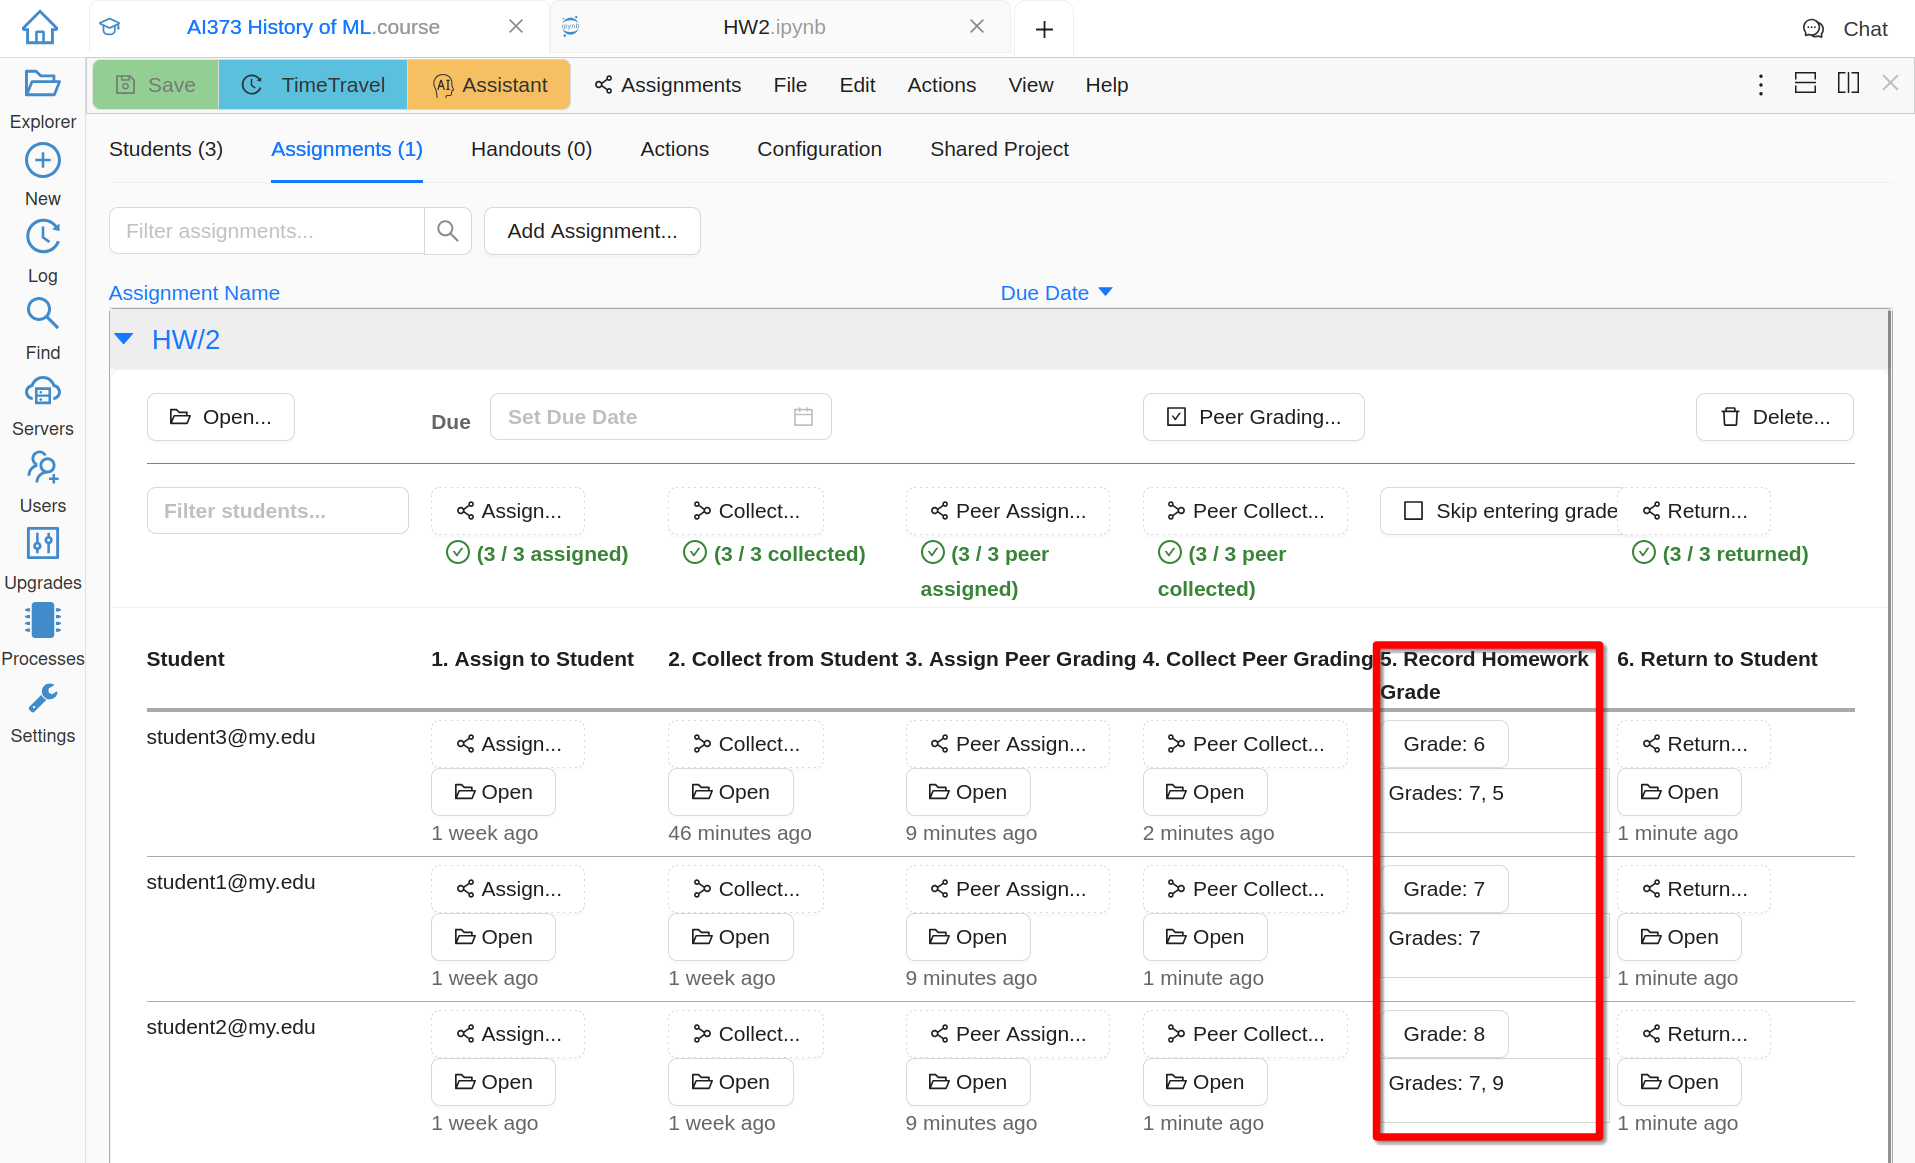 AI373 History of ML.course
HW2.ipynb
Chat
Save
TimeTravel
Assistant
Assignments
File
Edit
Actions
View
Help
Explorer
New
Log
Find
Servers
Users
Upgrades
Processes
Settings
Students (3)
Assignments (1)
Handouts (0)
Actions
Configuration
Shared Project
Filter assignments...
Add Assignment...
Assignment Name
Due Date
HW/2
Open...
Due
Set Due Date
Peer Grading...
Delete...
Filter students...
Assign...
Collect...
Peer Assign...
Peer Collect...
Skip entering grade
Return...
(3 / 3 assigned)
(3 / 3 collected)
(3 / 3 peer
assigned)
(3 / 3 peer
collected)
(3 / 3 returned)
Student
1. Assign to Student
2. Collect from Student
3. Assign Peer Grading
4. Collect Peer Grading
5. Record Homework
Grade
6. Return to Student
student3@my.edu
Assign...
Collect...
Peer Assign...
Peer Collect...
Grade: 6
Return...
Open
Open
Open
Open
Grades: 7, 5
Open
1 week ago
46 minutes ago
9 minutes ago
2 minutes ago
1 minute ago
student1@my.edu
Assign...
Collect...
Peer Assign...
Peer Collect...
Grade: 7
Return...
Open
Open
Open
Open
Grades: 7
Open
1 week ago
1 week ago
9 minutes ago
1 minute ago
1 minute ago
student2@my.edu
Assign...
Collect...
Peer Assign...
Peer Collect...
Grade: 8
Return...
Open
Open
Open
Open
Grades: 7, 9
Open
1 week ago
1 week ago
9 minutes ago
1 minute ago
1 minute ago